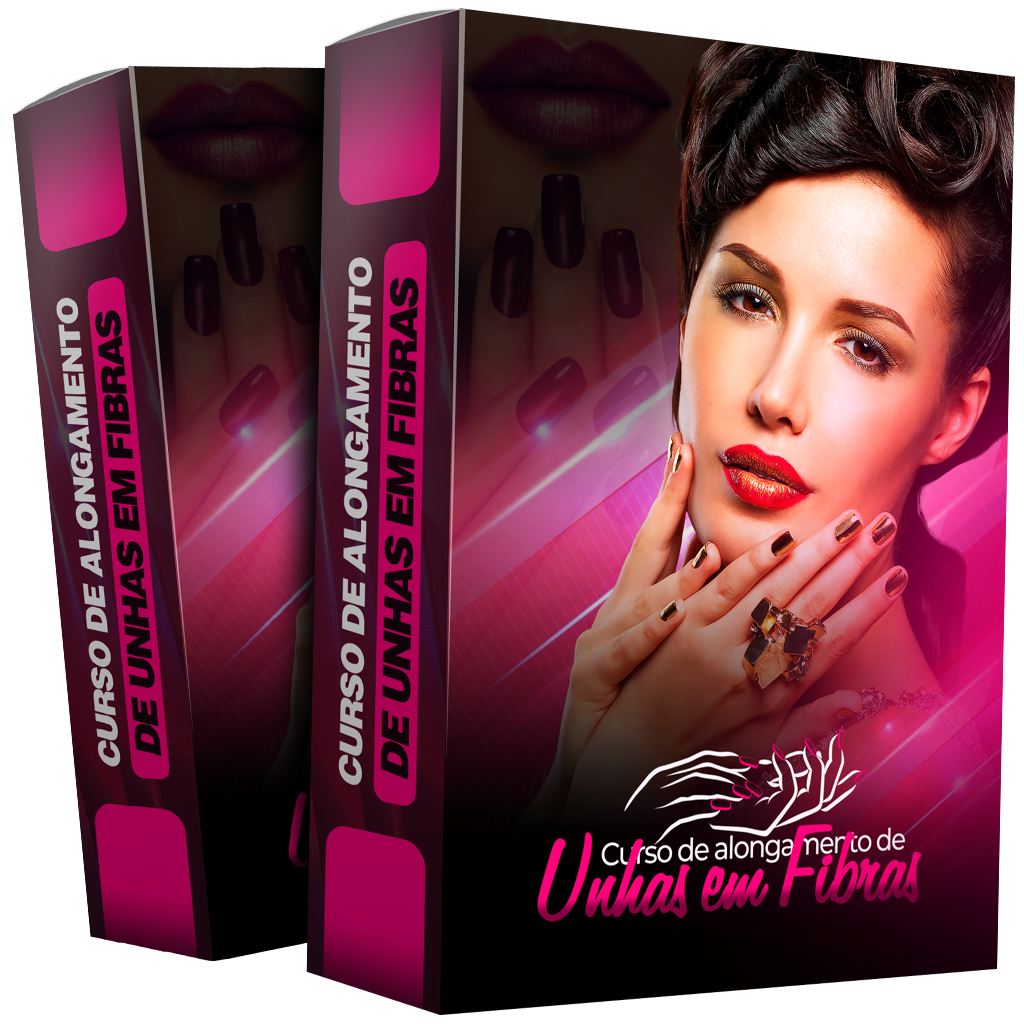 CURSO DE ALONGAMENTO
DE UNHAS EM FIBRAS
CURSO DE ALONGAMENTO
DE UNHAS EM FIBRAS
Curso de alongamento de
Unhas em Fibras